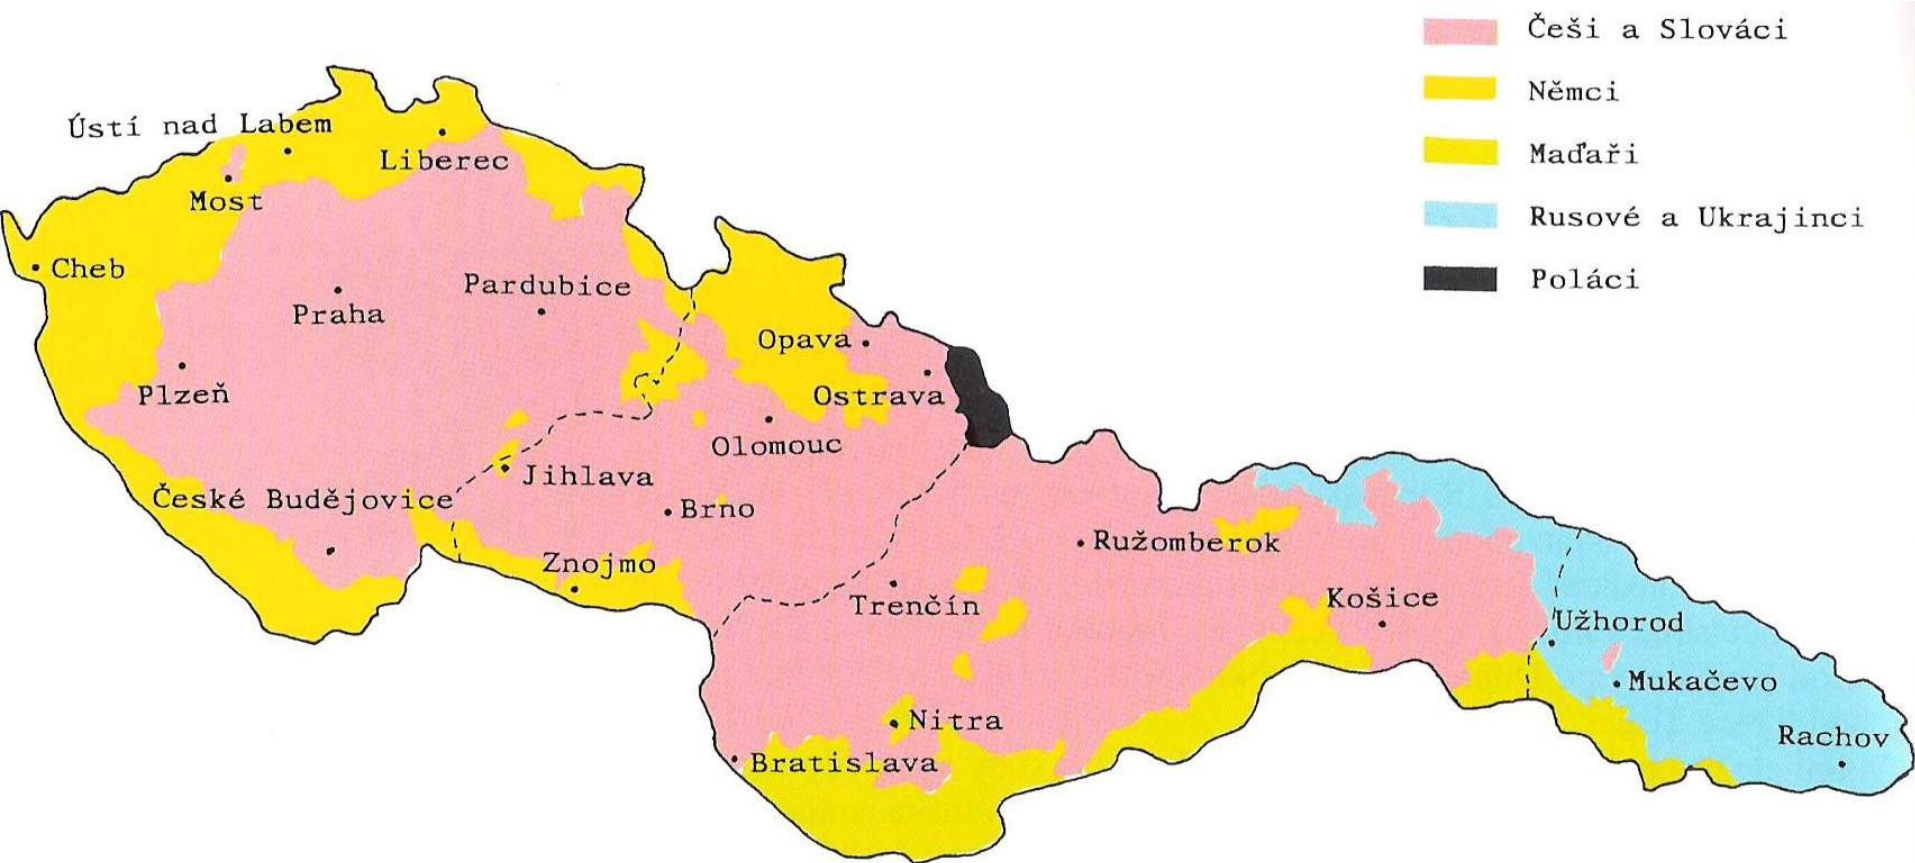 Češi a Slováci
Němci
Maďaři
Rusové a Ukrajinci
Poláci
Ústí nad Labem
Liberec
Most
Cheb
Praha
Pardubice
Plzeň
Opava
Ostrava
Olomouc
Jihlava
České Budějovice
Brno
Znojmo
Ružomberok
Trenčín
Košice
Užhorod
Mukačevo
Nitra
Rachov
Bratislava